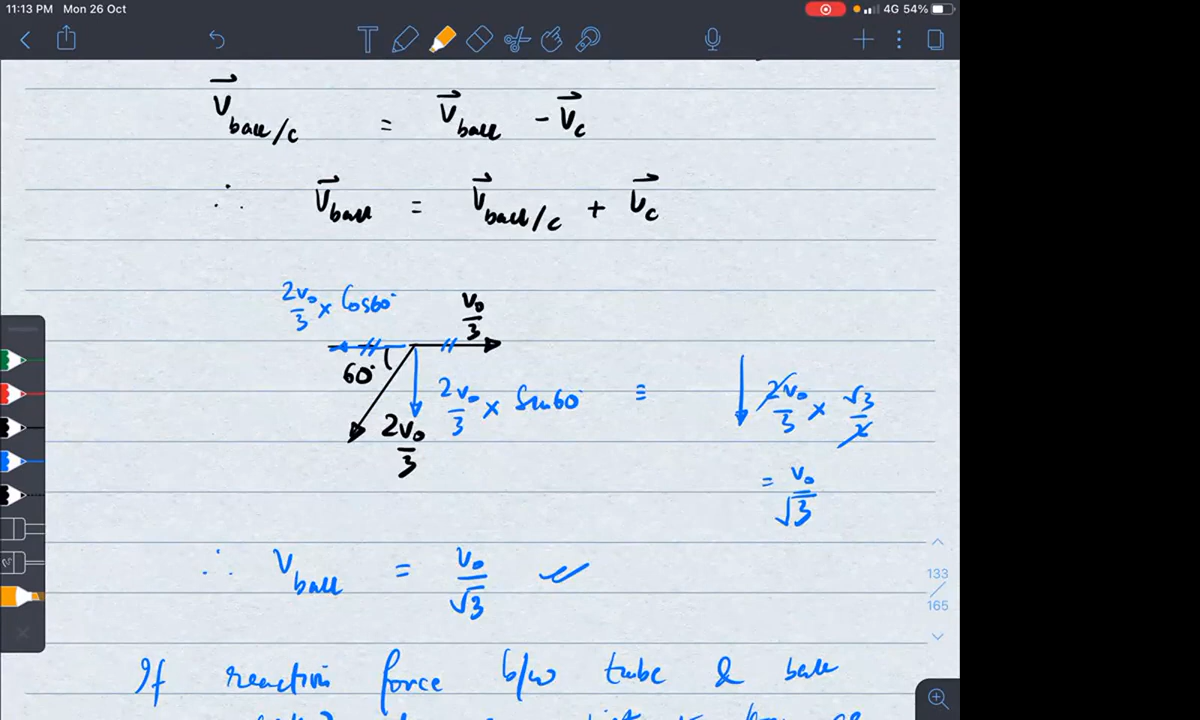 11:13 PM Mon 26 Oct 4G 54%
T
V ball/c = V ball - V c
∴ V ball = V ball/c + V c
2v₀/3 × Cos60° v₀/3
60° 2v₀/3 × Sin60° ≡ 2v₀/3 × √3/2
2v₀/3
= v₀/√3
∴ V ball = v₀/√3
133
/
165
If reaction force b/w tube & ball